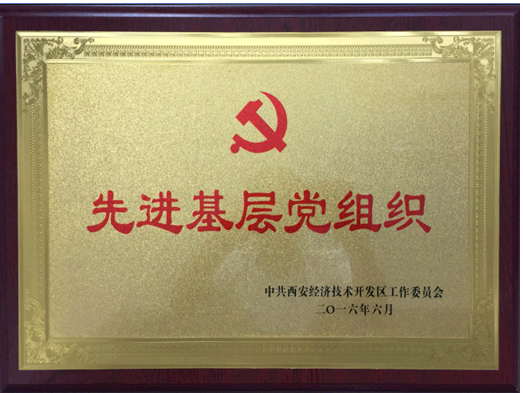 先进基层党组织
中共西安经济技术开发区工作委员会
二〇一六年六月